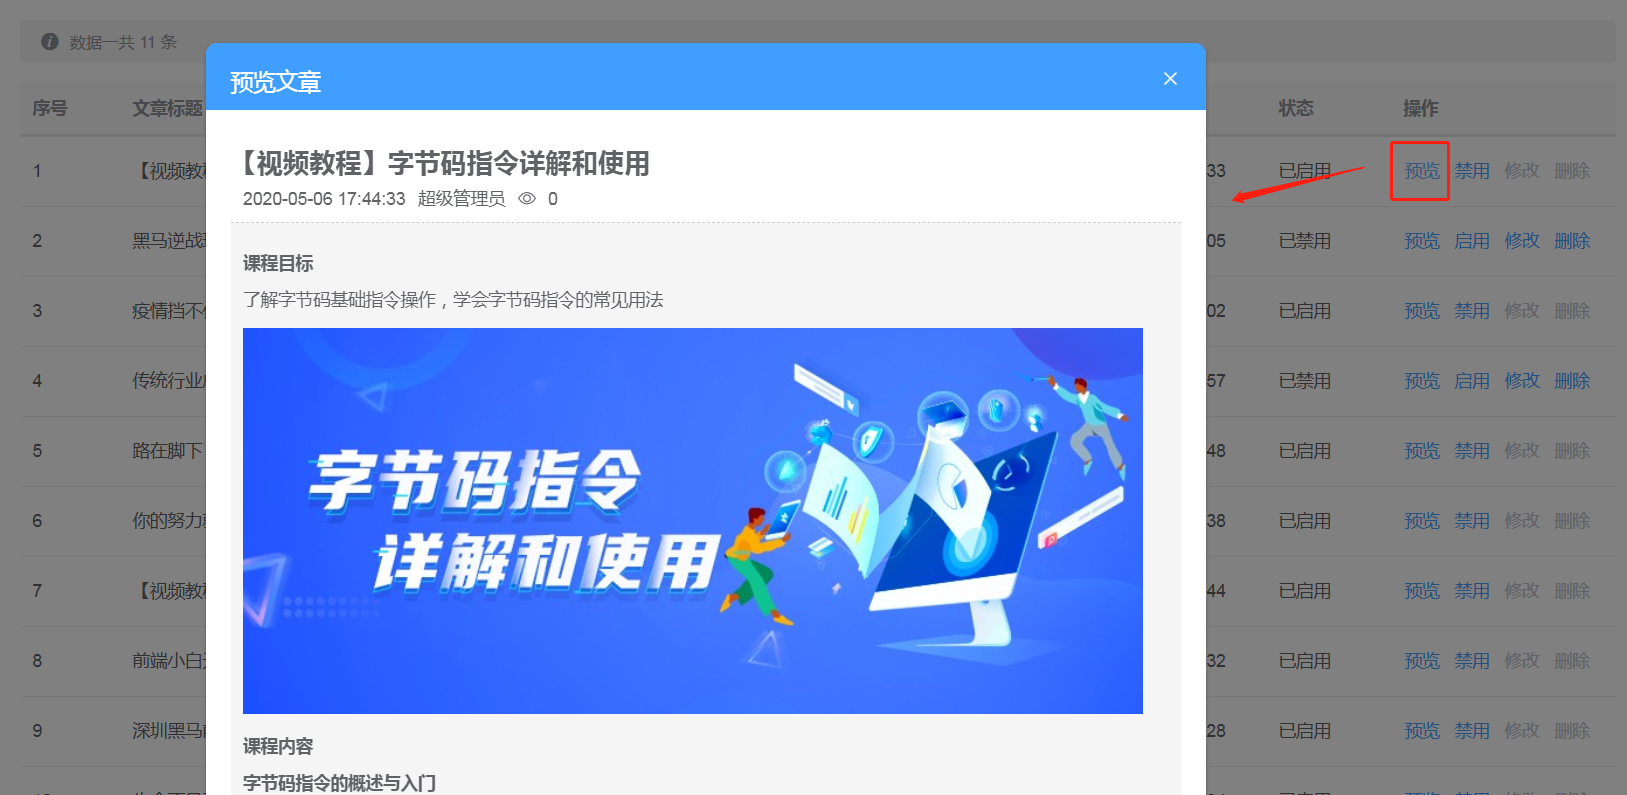 数据一共 11 条
预览文章
序号 文章标题 状态 操作
【视频教程】字节码指令详解和使用
2020-05-06 17:44:33 超级管理员 0
课程目标
了解字节码基础指令操作，学会字节码指令的常见用法
字节码指令
详解和使用
课程内容
字节码指令的概述与入门
1 【视频教 33 已启用 预览 禁用 修改 删除
2 黑马逆战 05 已禁用 预览 启用 修改 删除
3 疫情挡不 02 已启用 预览 禁用 修改 删除
4 传统行业 57 已禁用 预览 启用 修改 删除
5 路在脚下 48 已启用 预览 禁用 修改 删除
6 你的努力 38 已启用 预览 禁用 修改 删除
7 【视频教 44 已启用 预览 禁用 修改 删除
8 前端小白 32 已启用 预览 禁用 修改 删除
9 深圳黑马 28 已启用 预览 禁用 修改 删除